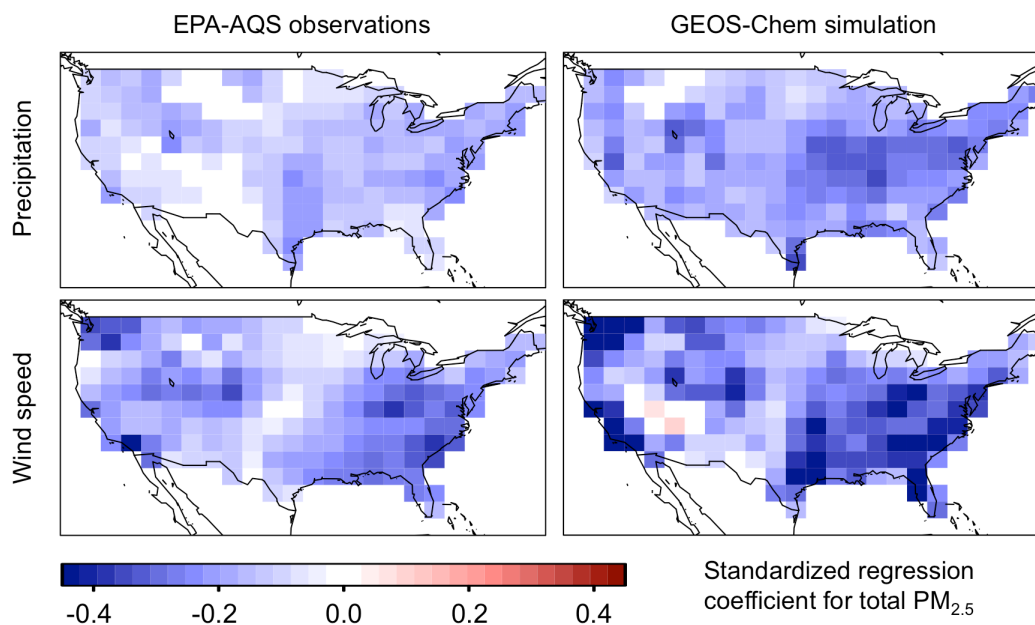 EPA-AQS observations
GEOS-Chem simulation
Precipitation
Wind speed
-0.4 -0.2 0.0 0.2 0.4
Standardized regression
coefficient for total PM2.5